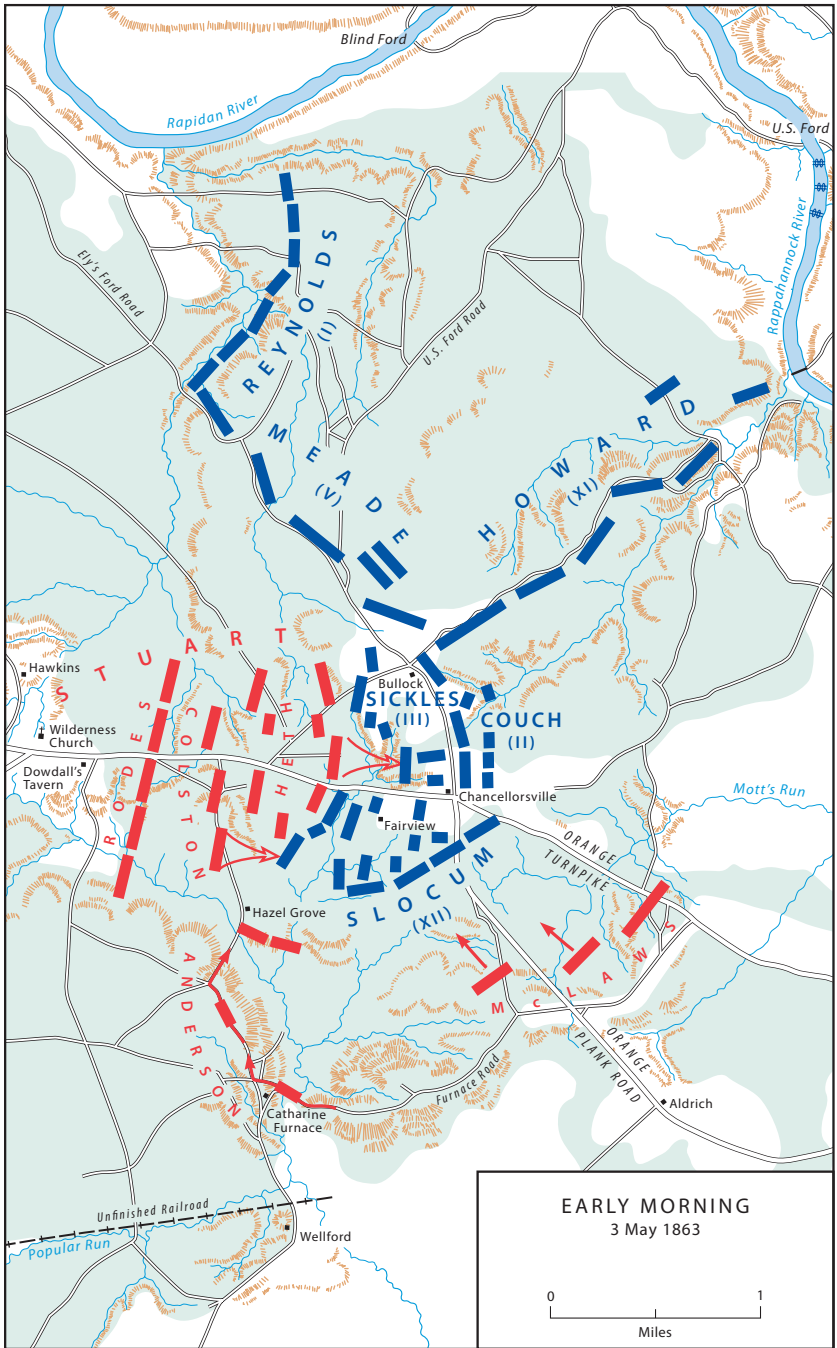 Blind Ford
Rapidan River
U.S. Ford
Rappahannock River
Ely's Ford Road
REYNOLDS
(I)
U.S. Ford Road
MEADE
(V)
HOWARD
(XI)
STUART
Hawkins
Bullock
SICKLES
(III)
COUCH
(II)
RODES
COLSTON
HETH
Wilderness
Church
Dowdall's
Tavern
Chancellorsville
Mott's Run
Fairview
ORANGE
TURNPIKE
SLOCUM
(XII)
Hazel Grove
ANDERSON
McLAWS
ORANGE
PLANK ROAD
Furnace Road
Aldrich
Catharine
Furnace
Unfinished Railroad
Popular Run
Wellford
EARLY MORNING
3 May 1863
0 1
Miles